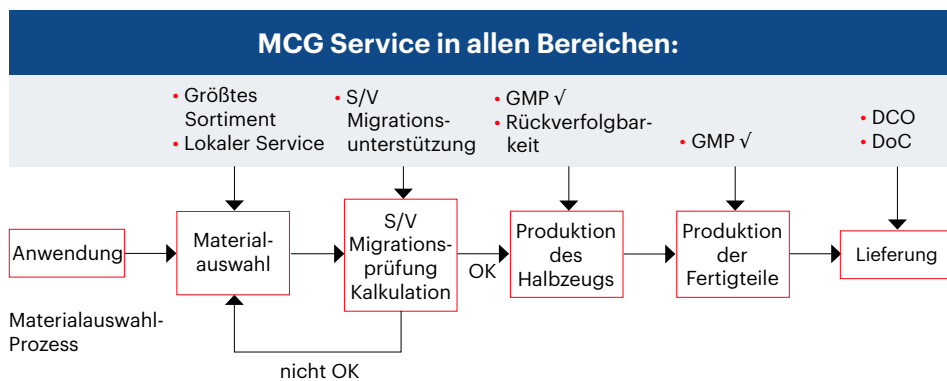 MCG Service in allen Bereichen:
• Größtes
Sortiment
• Lokaler Service
• S/V
Migrations-
unterstützung
• GMP √
• Rückverfolgbar-
keit
• GMP √
• DCO
• DoC
Anwendung
Material-
auswahl
S/V
Migrations-
prüfung
Kalkulation
OK
Produktion
des
Halbzeugs
Produktion
der
Fertigteile
Lieferung
Materialauswahl-
Prozess
nicht OK